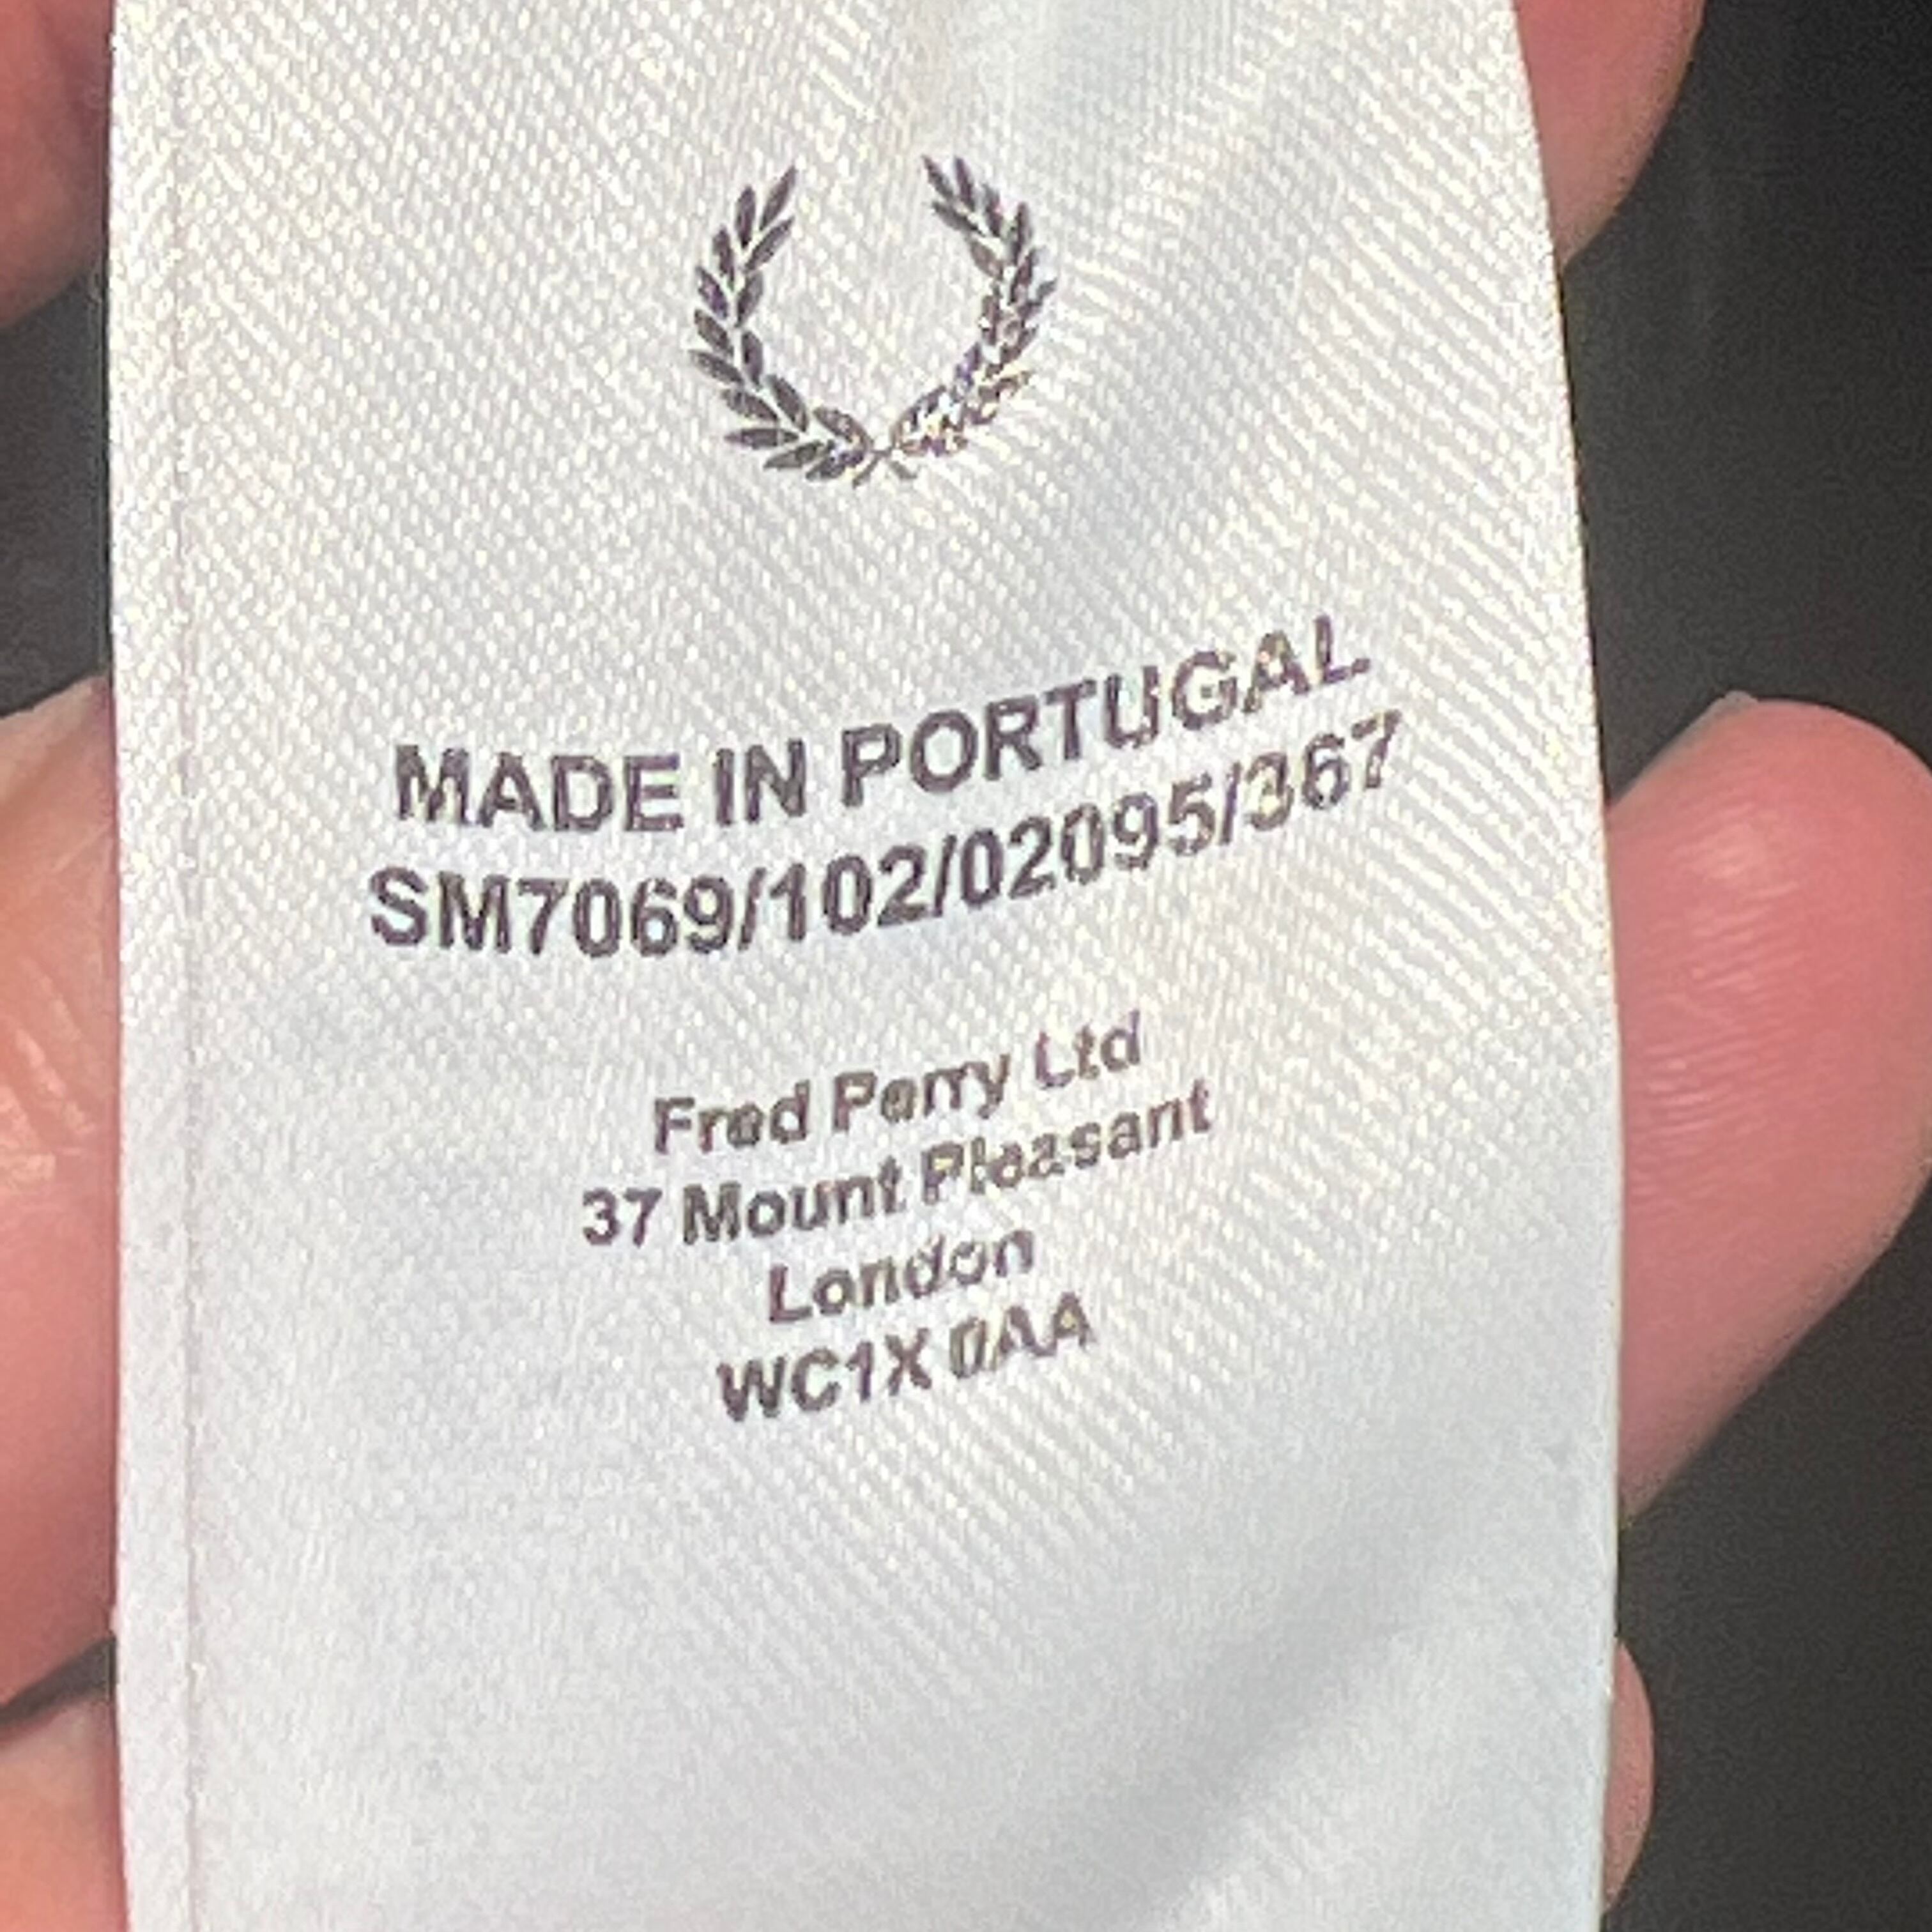 MADE IN PORTUGAL
SM7069/102/02095/367
Fred Perry Ltd
37 Mount Pleasant
London
WC1X 0AA